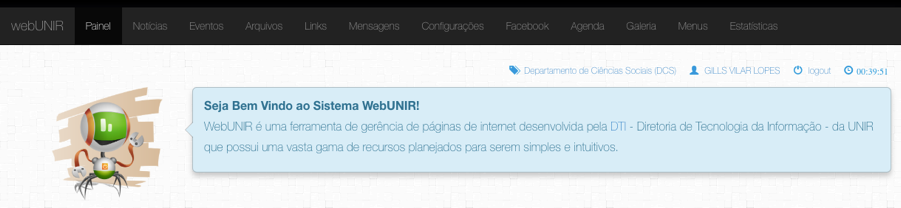 webUNIR Painel Notícias Eventos Arquivos Links Mensagens Configurações Facebook Agenda Galeria Menus Estatísticas
Departamento de Ciências Sociais (DCS) GILLS VILAR LOPES logout 00:39:51
Seja Bem Vindo ao Sistema WebUNIR!
WebUNIR é uma ferramenta de gerência de páginas de internet desenvolvida pela DTI - Diretoria de Tecnologia da Informação - da UNIR
que possui uma vasta gama de recursos planejados para serem simples e intuitivos.